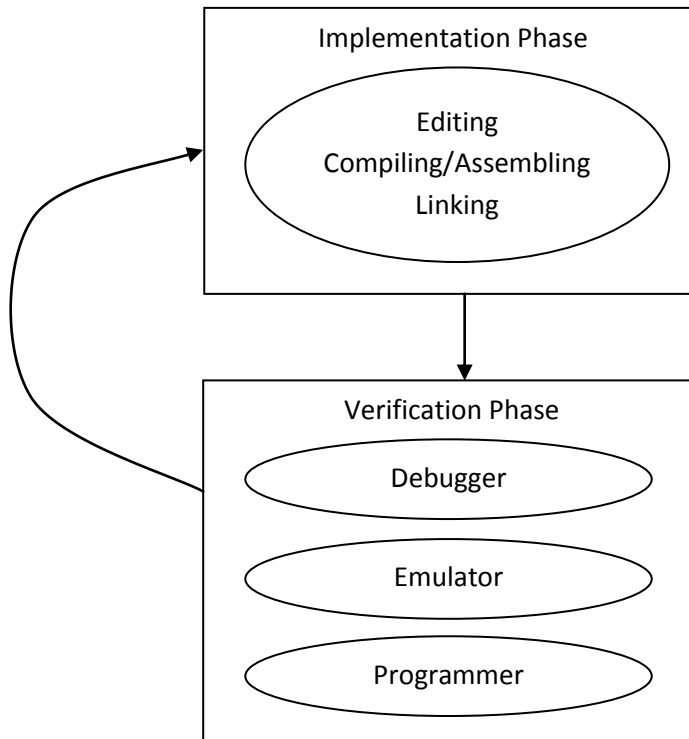 Implementation Phase
Editing
Compiling/Assembling
Linking
Verification Phase
Debugger
Emulator
Programmer